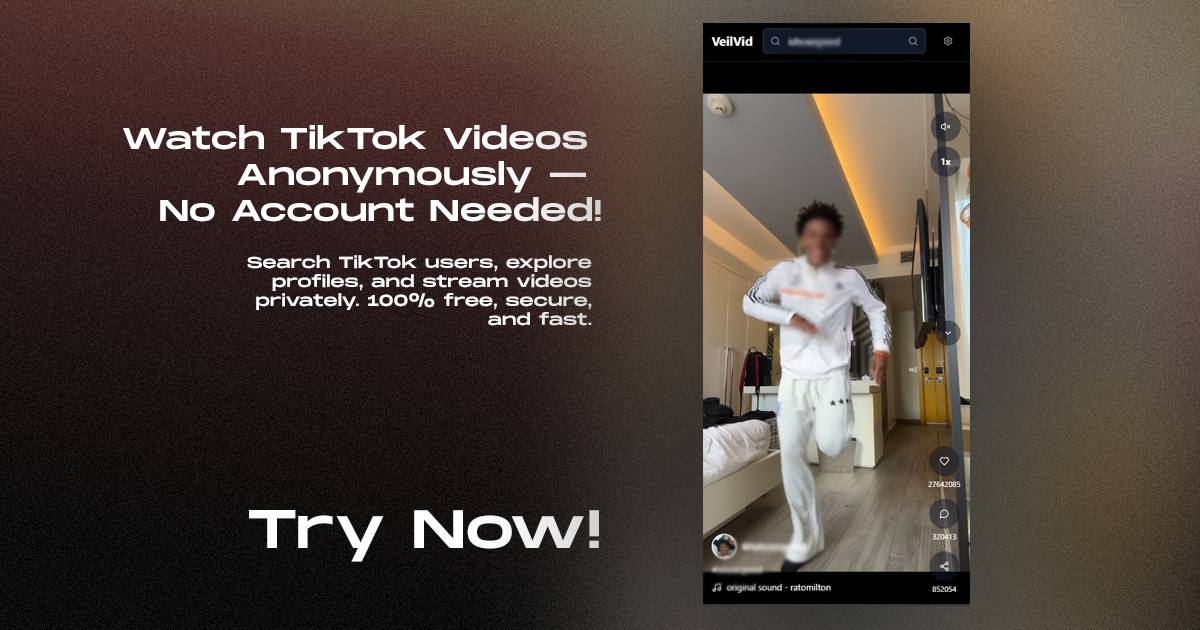 Watch TikTok Videos
Anonymously —
No Account Needed!
Search TikTok users, explore
profiles, and stream videos
privately. 100% free, secure,
and fast.
Try Now!
VeilVid
1x
27642085
320413
852054
original sound - ratomilton